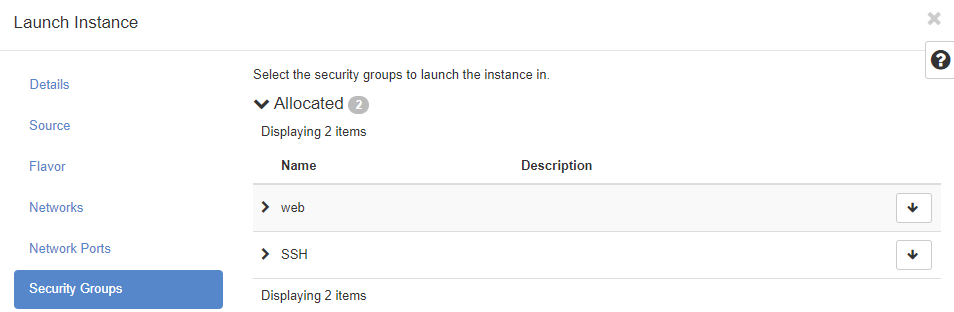 Launch Instance
Details
Source
Flavor
Networks
Network Ports
Security Groups
Select the security groups to launch the instance in.
Allocated 2
Displaying 2 items
Name Description
web
SSH
Displaying 2 items